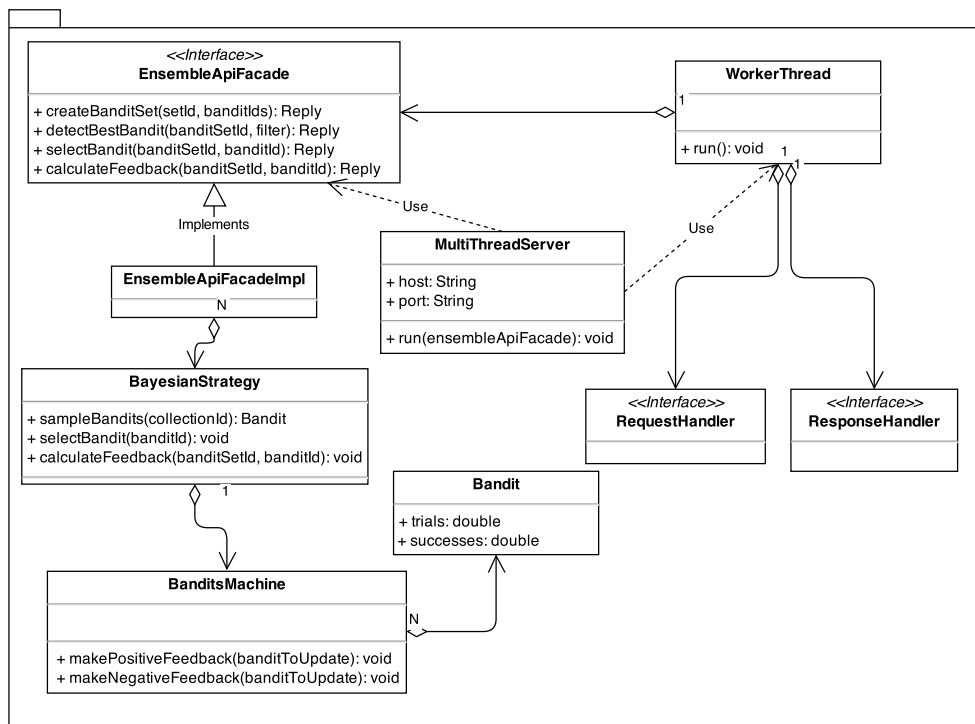 <<Interface>>
EnsembleApiFacade
+ createBanditSet(setId, banditIds): Reply
+ detectBestBandit(banditSetId, filter): Reply
+ selectBandit(banditSetId, banditId): Reply
+ calculateFeedback(banditSetId, banditId): Reply
WorkerThread
1
+ run(): void
1
1
Use
Implements
Use
MultiThreadServer
+ host: String
+ port: String
+ run(ensembleApiFacade): void
EnsembleApiFacadeImpl
N
BayesianStrategy
+ sampleBandits(collectionId): Bandit
+ selectBandit(banditId): void
+ calculateFeedback(banditSetId, banditId): void
1
<<Interface>>
RequestHandler
<<Interface>>
ResponseHandler
Bandit
+ trials: double
+ successes: double
BanditsMachine
N
+ makePositiveFeedback(banditToUpdate): void
+ makeNegativeFeedback(banditToUpdate): void